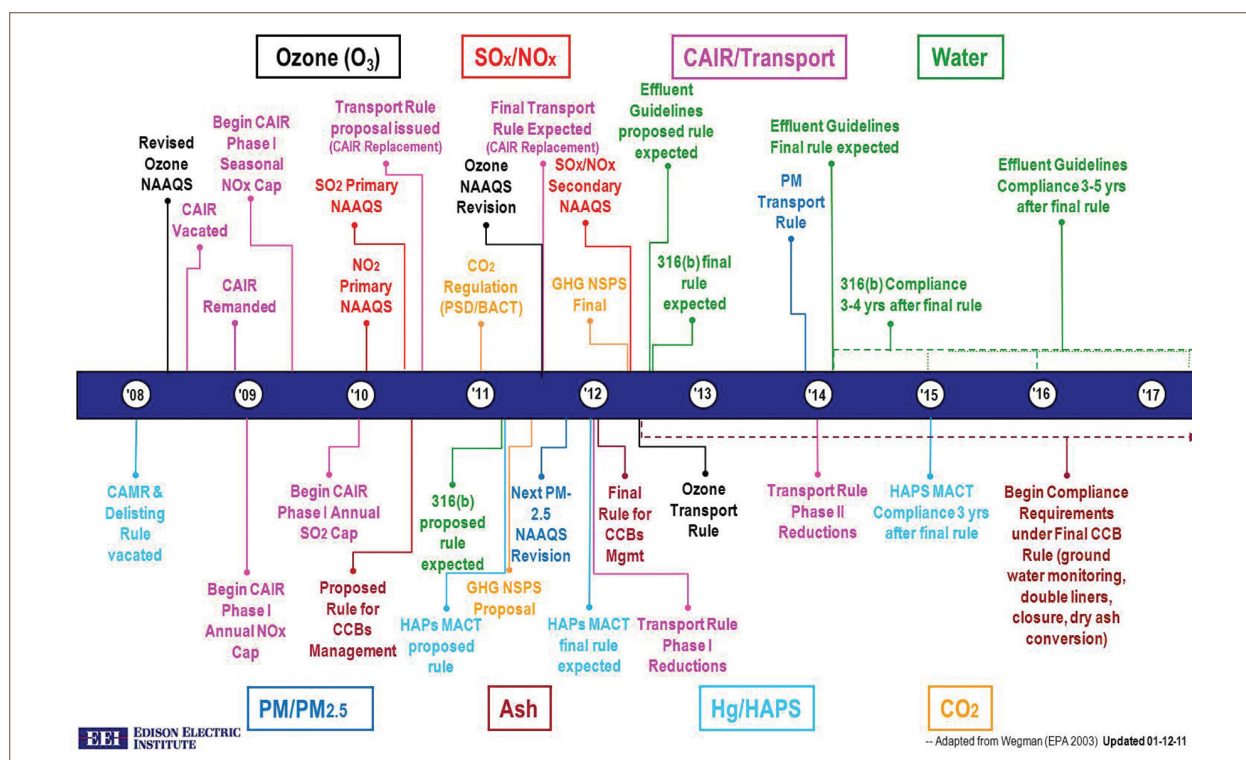 Ozone (O3)
SOx/NOx
CAIR/Transport
Water
Revised
Ozone
NAAQS
CAIR
Vacated
Begin CAIR
Phase I
Seasonal
NOx Cap
CAIR
Remanded
Transport Rule
proposal issued
(CAIR Replacement)
SO2 Primary
NAAQS
NO2
Primary
NAAQS
Ozone
NAAQS
Revision
CO2
Regulation
(PSD/BACT)
Final Transport
Rule Expected
(CAIR Replacement)
SOx/NOx
Secondary
NAAQS
GHG NSPS
Final
Effluent
Guidelines
proposed rule
expected
316(b) final
rule
expected
PM
Transport
Rule
Effluent Guidelines
Final rule expected
316(b) Compliance
3-4 yrs after final rule
Effluent Guidelines
Compliance 3-5 yrs
after final rule
'08
'09
'10
'11
'12
'13
'14
'15
'16
'17
CAMR &
Delisting
Rule
vacated
Begin CAIR
Phase I
Annual NOx
Cap
Begin CAIR
Phase I Annual
SO2 Cap
Proposed
Rule for
CCBs
Management
316(b)
proposed
rule
expected
HAPs MACT
proposed
rule
GHG NSPS
Proposal
Next PM-
2.5
NAAQS
Revision
HAPs MACT
final rule
expected
Final
Rule for
CCBs
Mgmt
Transport Rule
Phase I
Reductions
Ozone
Transport
Rule
Transport Rule
Phase II
Reductions
HAPS MACT
Compliance 3 yrs
after final rule
Begin Compliance
Requirements
under Final CCB
Rule (ground
water monitoring,
double liners,
closure, dry ash
conversion)
PM/PM2.5
Ash
Hg/HAPS
CO2
EEI
EDISON ELECTRIC
INSTITUTE
-- Adapted from Wegman (EPA 2003) Updated 01-12-11